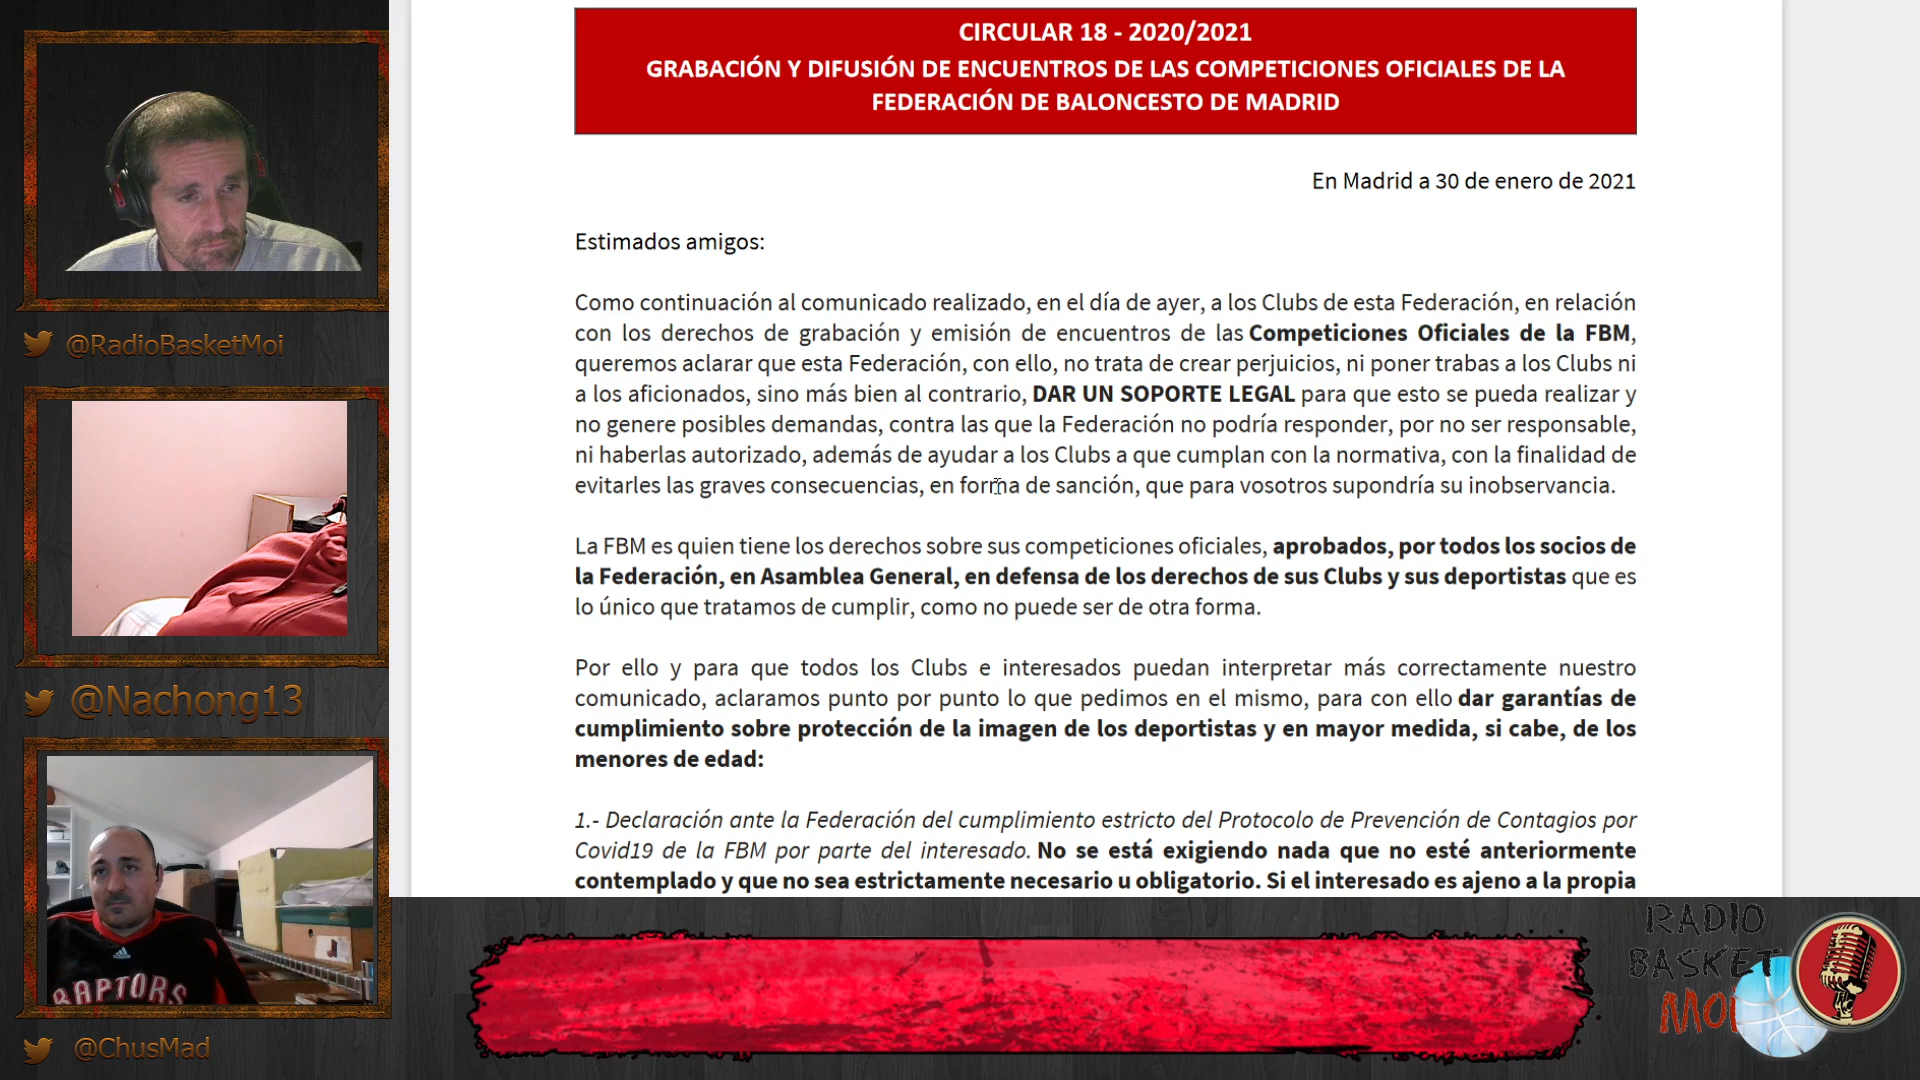 CIRCULAR 18 - 2020/2021
GRABACIÓN Y DIFUSIÓN DE ENCUENTROS DE LAS COMPETICIONES OFICIALES DE LA
FEDERACIÓN DE BALONCESTO DE MADRID
En Madrid a 30 de enero de 2021
Estimados amigos:
Como continuación al comunicado realizado, en el día de ayer, a los Clubs de esta Federación, en relación
con los derechos de grabación y emisión de encuentros de las Competiciones Oficiales de la FBM,
queremos aclarar que esta Federación, con ello, no trata de crear perjuicios, ni poner trabas a los Clubs ni
a los aficionados, sino más bien al contrario, DAR UN SOPORTE LEGAL para que esto se pueda realizar y
no genere posibles demandas, contra las que la Federación no podría responder, por no ser responsable,
ni haberlas autorizado, además de ayudar a los Clubs a que cumplan con la normativa, con la finalidad de
evitarles las graves consecuencias, en forma de sanción, que para vosotros supondría su inobservancia.
La FBM es quien tiene los derechos sobre sus competiciones oficiales, aprobados, por todos los socios de
la Federación, en Asamblea General, en defensa de los derechos de sus Clubs y sus deportistas que es
lo único que tratamos de cumplir, como no puede ser de otra forma.
Por ello y para que todos los Clubs e interesados puedan interpretar más correctamente nuestro
comunicado, aclaramos punto por punto lo que pedimos en el mismo, para con ello dar garantías de
cumplimiento sobre protección de la imagen de los deportistas y en mayor medida, si cabe, de los
menores de edad:
1.- Declaración ante la Federación del cumplimiento estricto del Protocolo de Prevención de Contagios por
Covid19 de la FBM por parte del interesado. No se está exigiendo nada que no esté anteriormente
contemplado y que no sea estrictamente necesario u obligatorio. Si el interesado es ajeno a la propia
@RadioBasketMoi
@Nachong13
adidas
RAPTORS
@ChusMad
RADIO
BASKET
Moi